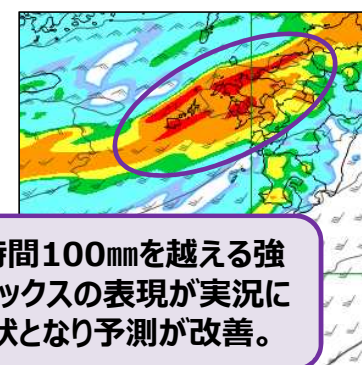 時間100㎜を越える強
ックスの表現が実況に
状となり予測が改善。